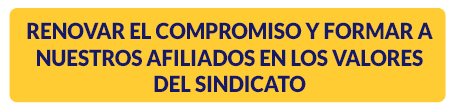 RENOVAR EL COMPROMISO Y FORMAR A
NUESTROS AFILIADOS EN LOS VALORES
DEL SINDICATO